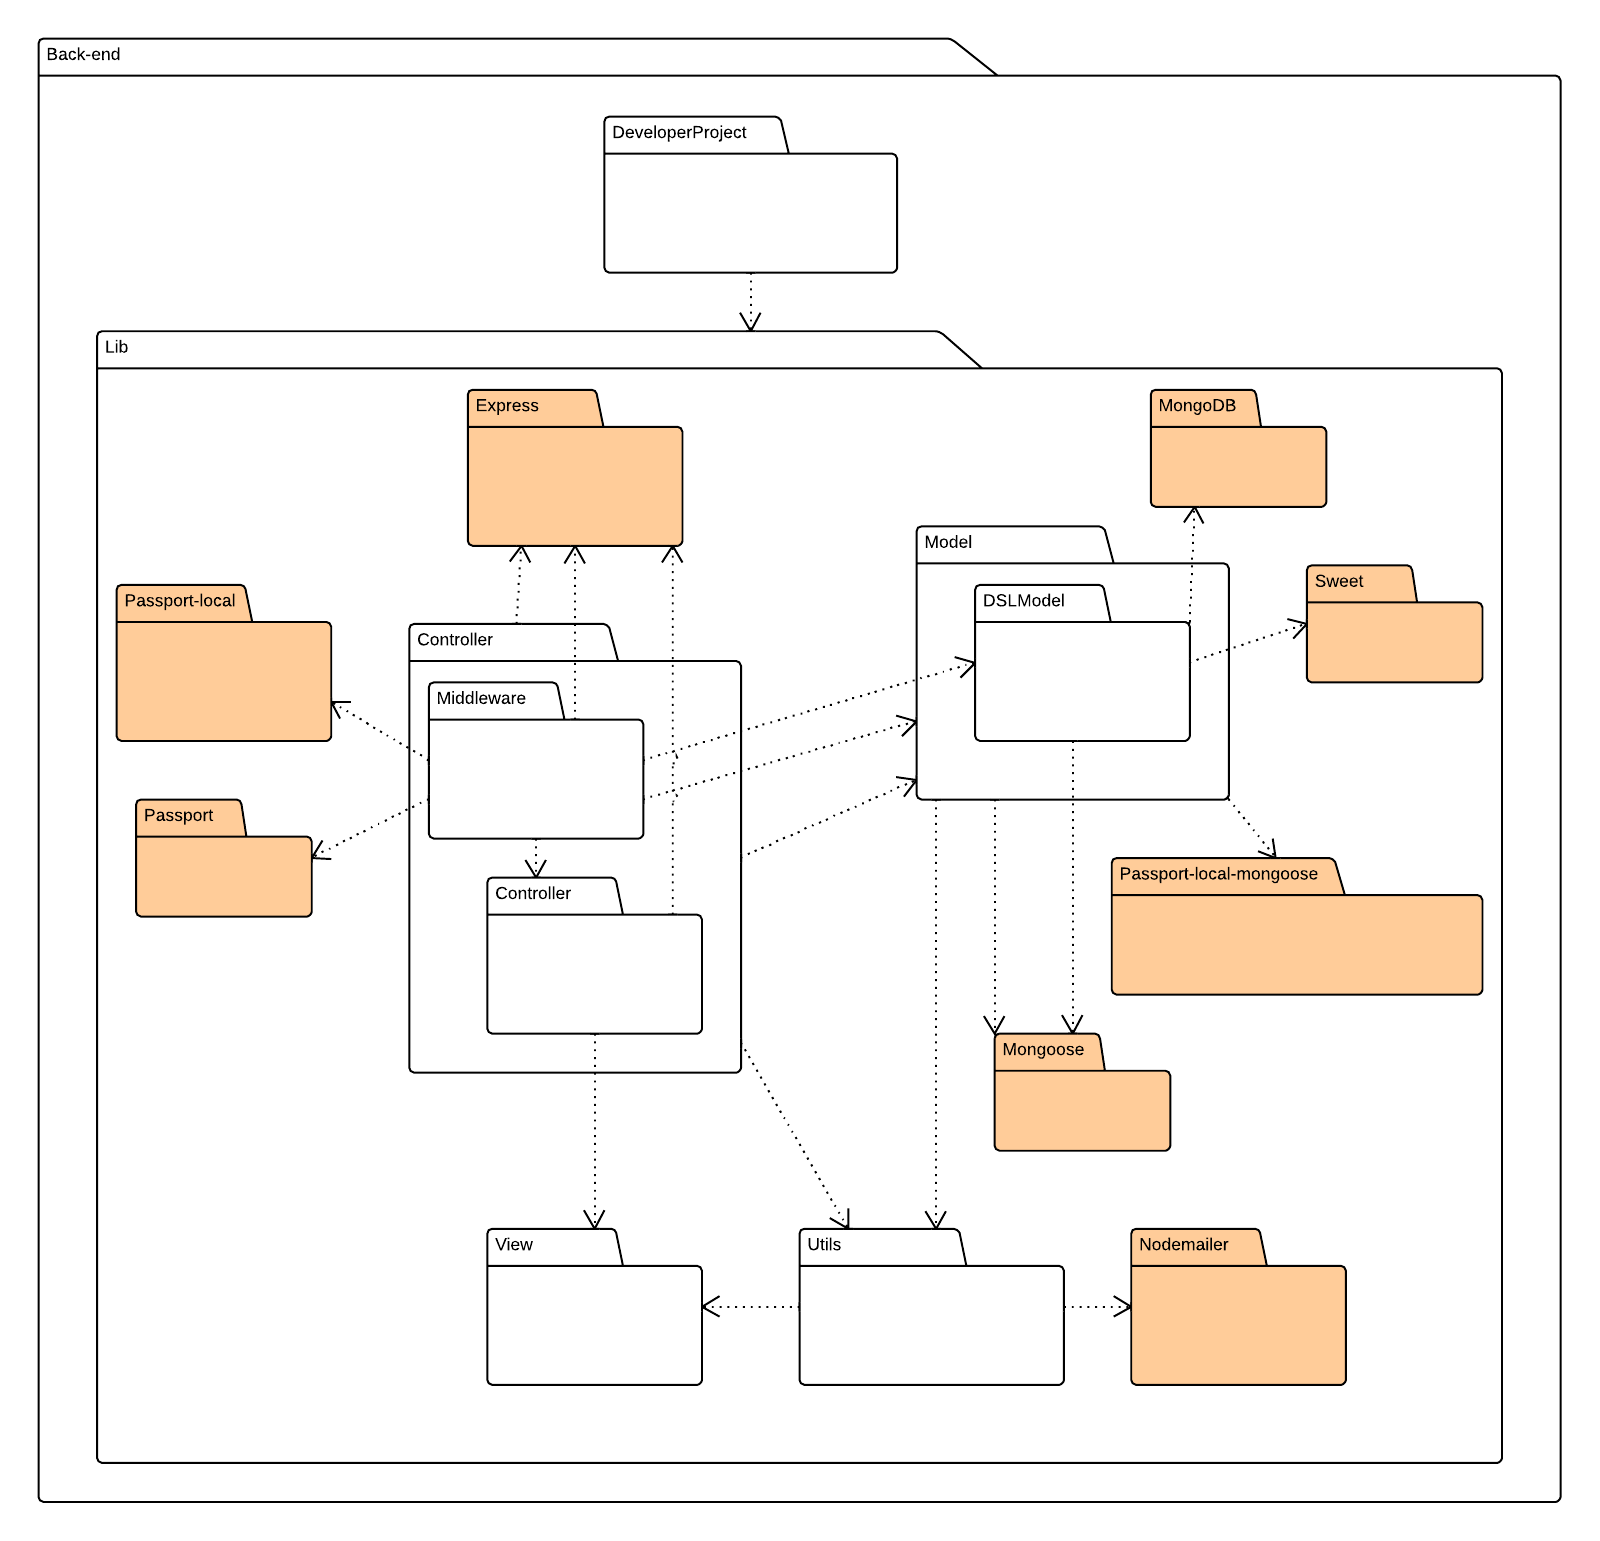 Back-end
DeveloperProject
Lib
Express
MongoDB
Model
Sweet
Passport-local
DSLModel
Controller
Middleware
Passport
Passport-local-mongoose
Controller
Mongoose
View
Utils
Nodemailer